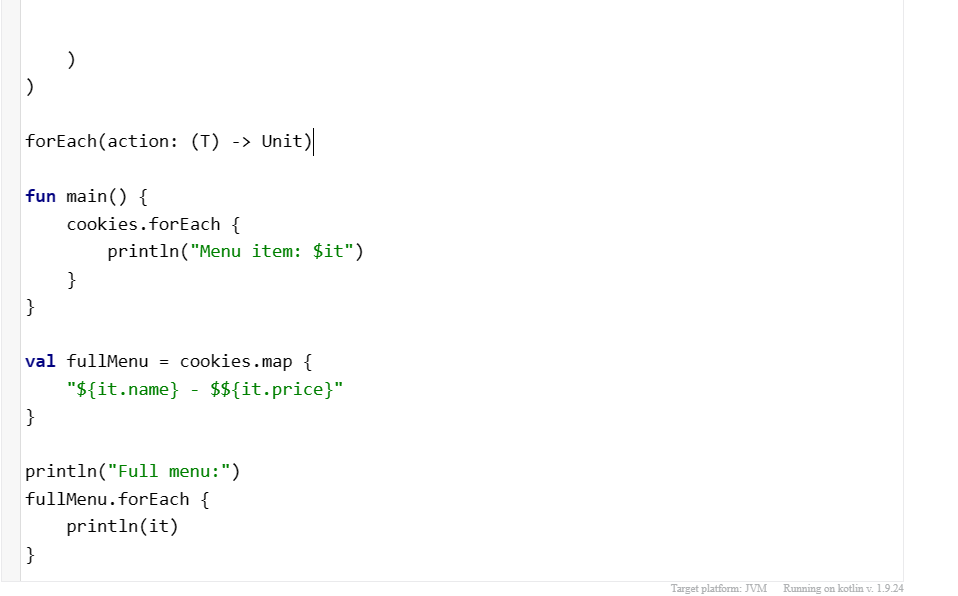 )
)
forEach(action: (T) -> Unit)
fun main() {
    cookies.forEach {
        println("Menu item: $it")
    }
}
val fullMenu = cookies.map {
    "${it.name} - $${it.price}"
}
println("Full menu:")
fullMenu.forEach {
    println(it)
}
Target platform: JVM Running on kotlin v. 1.9.24